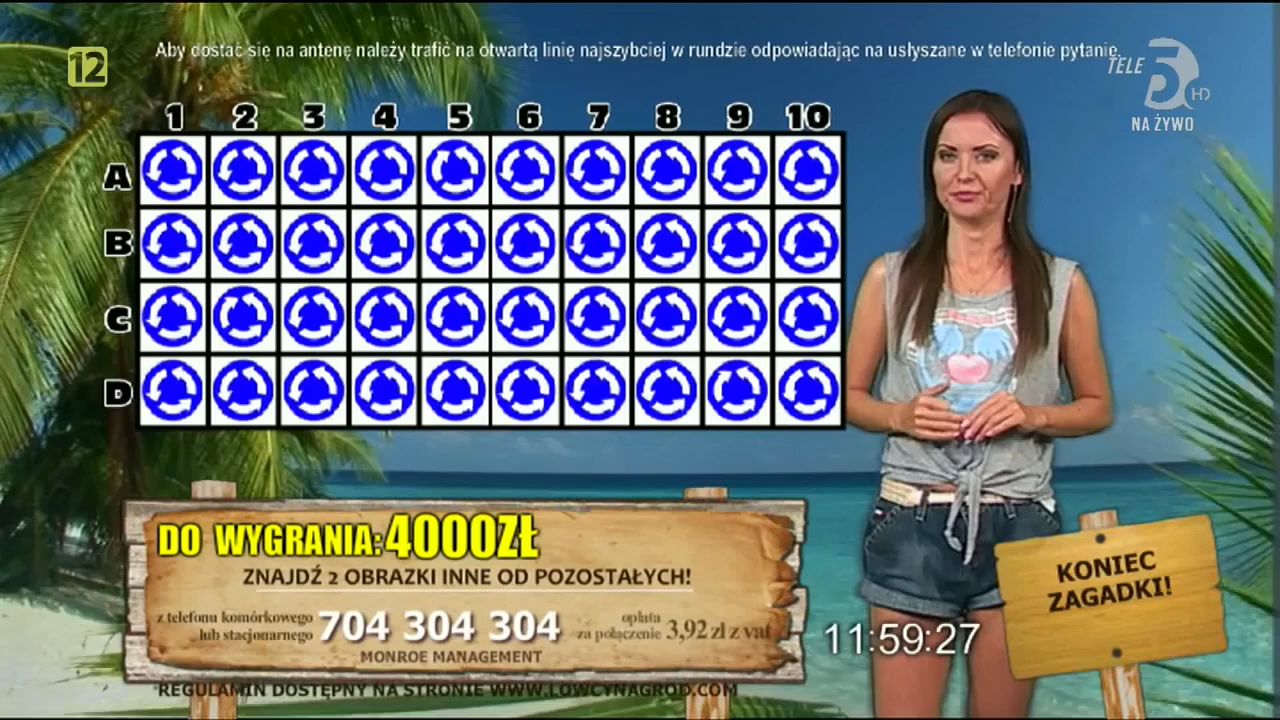 Aby dostać się na antenę należy trafić na otwartą linię najszybciej w rundzie odpowiadając na usłyszane w telefonie pytanie.
12
TELE 5 HD
NA ŻYWO
1 2 3 4 5 6 7 8 9 10
A
B
C
D
DO WYGRANIA: 4000ZŁ
ZNAJDŹ 2 OBRAZKI INNE OD POZOSTAŁYCH!
z telefonu komórkowego
lub stacjonarnego
704 304 304
opłata
za połączenie
3,92 zł z vat
MONROE MANAGEMENT
REGULAMIN DOSTĘPNY NA STRONIE WWW.LOWCYNAGROD.COM
11:59:27
KONIEC
ZAGADKI!